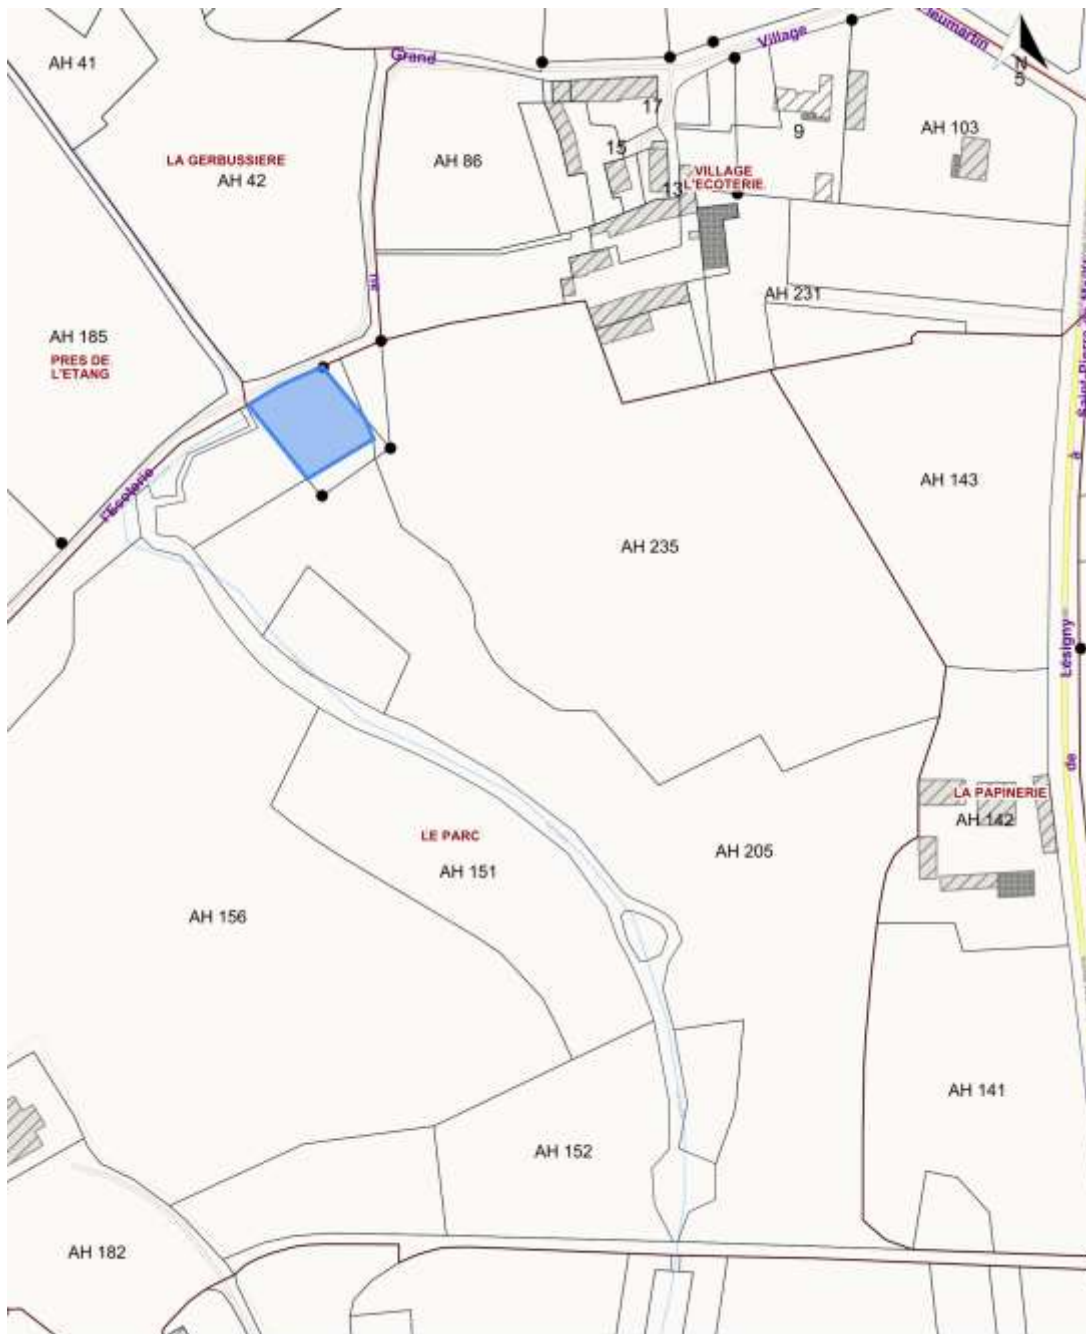 Grand
Village
leumartin
N
5
AH 41
LA GERBUSSIERE
AH 42
AH 86
17
15
13
9
VILLAGE
L'ECOTERIE
AH 103
AH 231
AH 185
PRES DE
L'ETANG
AH 143
AH 235
Lésigny
à
de
LA PAPINERIE
AH 142
LE PARC
AH 151
AH 205
AH 156
AH 141
AH 152
AH 182